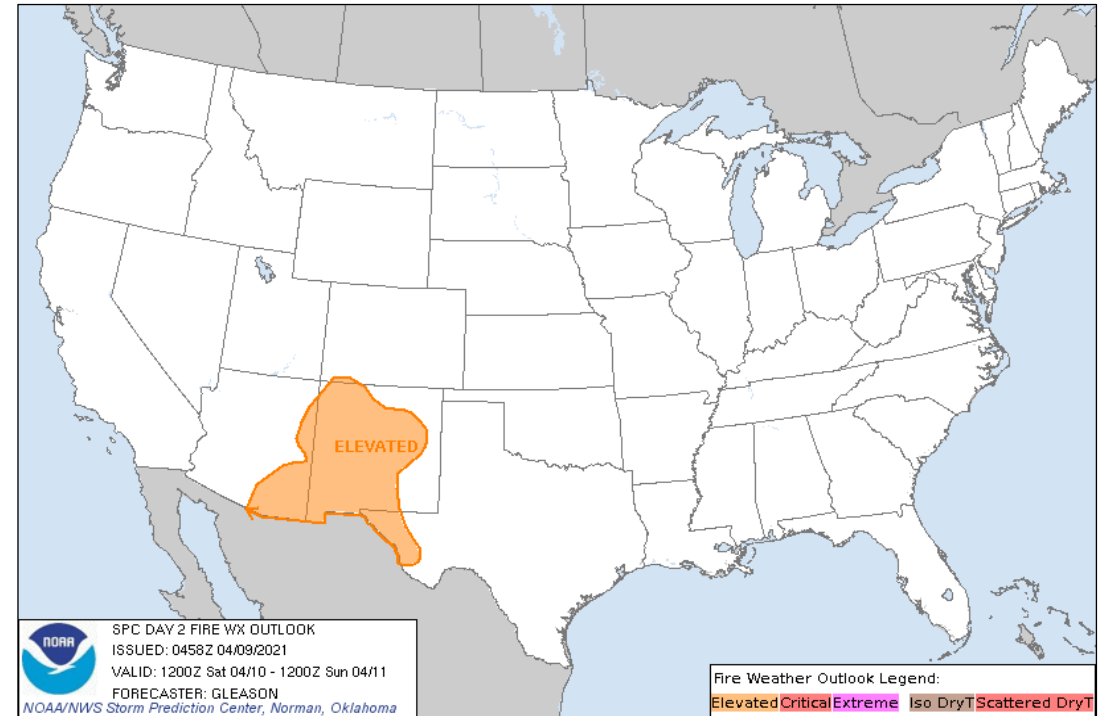 ELEVATED
NOAA
SPC DAY 2 FIRE WX OUTLOOK
ISSUED: 0458Z 04/09/2021
VALID: 1200Z Sat 04/10 - 1200Z Sun 04/11
FORECASTER: GLEASON
NOAA/NWS Storm Prediction Center, Norman, Oklahoma
Fire Weather Outlook Legend:
Elevated Critical Extreme Iso DryT Scattered DryT